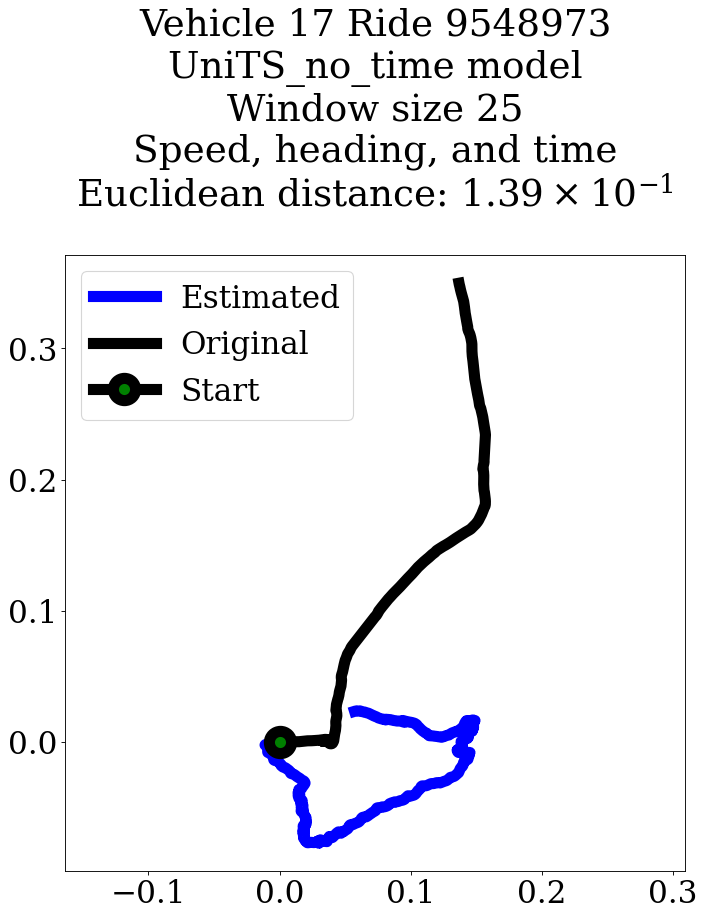 Vehicle 17 Ride 9548973
UniTS_no_time model
Window size 25
Speed, heading, and time
Euclidean distance: 1.39 × 10⁻¹
Estimated
Original
Start
0.3
0.2
0.1
0.0
−0.1 0.0 0.1 0.2 0.3